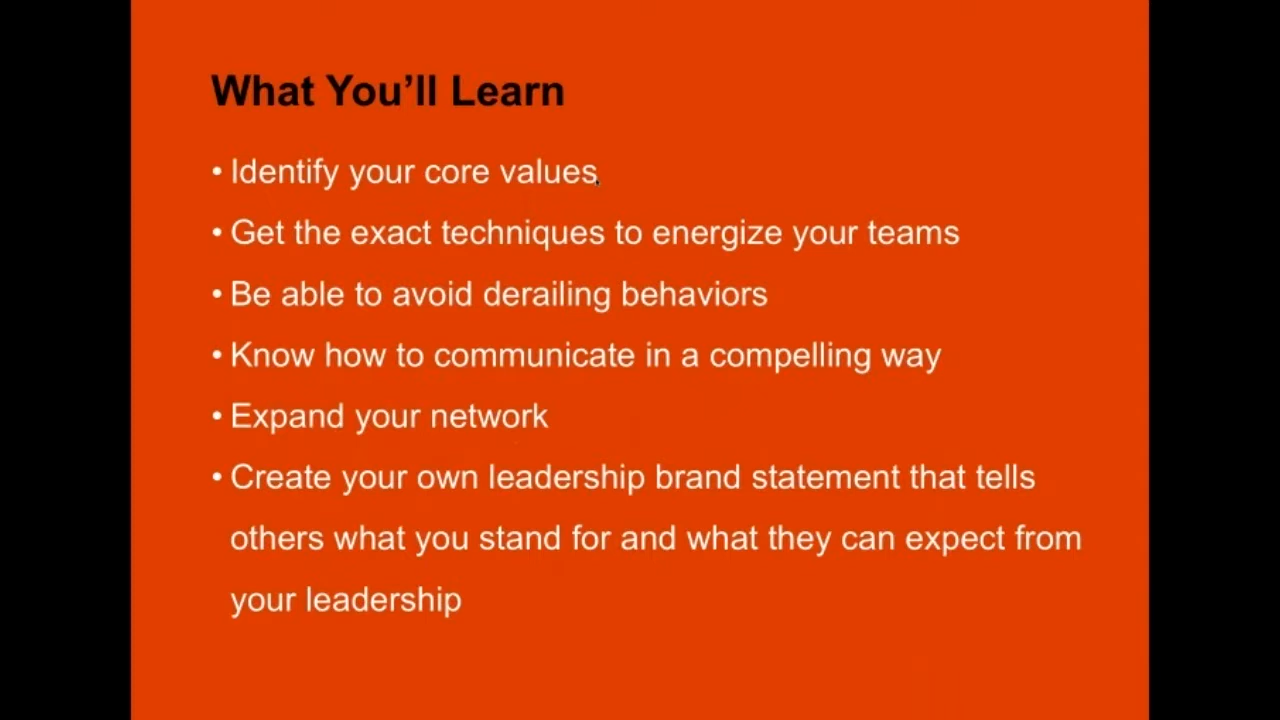 What You'll Learn
• Identify your core values
• Get the exact techniques to energize your teams
• Be able to avoid derailing behaviors
• Know how to communicate in a compelling way
• Expand your network
• Create your own leadership brand statement that tells
others what you stand for and what they can expect from
your leadership